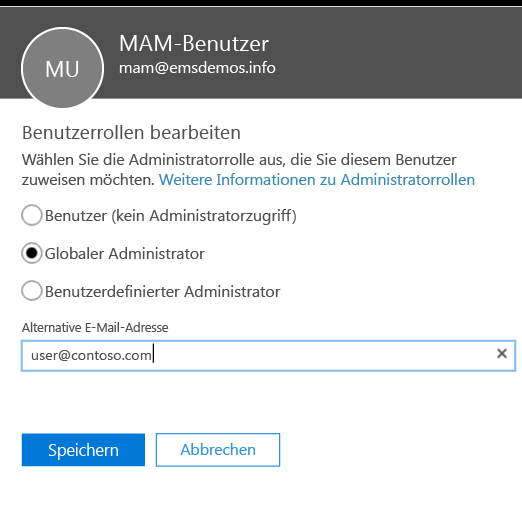 MU
MAM-Benutzer
mam@emsdemos.info
Benutzerrollen bearbeiten
Wählen Sie die Administratorrolle aus, die Sie diesem Benutzer
zuweisen möchten. Weitere Informationen zu Administratorrollen
Benutzer (kein Administratorzugriff)
Globaler Administrator
Benutzerdefinierter Administrator
Alternative E-Mail-Adresse
user@contoso.com
Speichern
Abbrechen